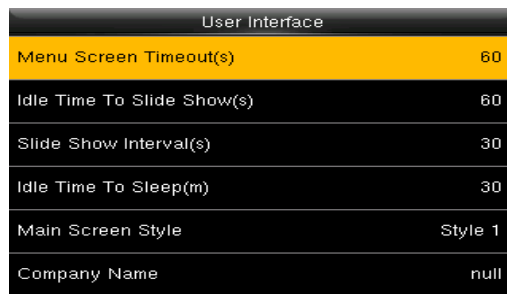 User Interface
Menu Screen Timeout(s) 60
Idle Time To Slide Show(s) 60
Slide Show Interval(s) 30
Idle Time To Sleep(m) 30
Main Screen Style Style 1
Company Name null